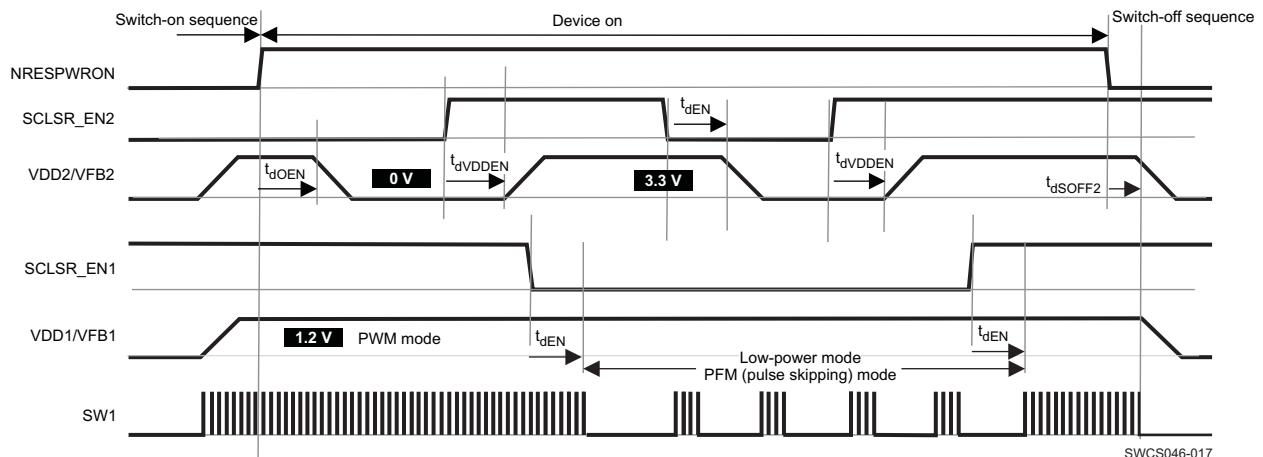 Switch-on sequence
Device on
Switch-off sequence
NRESPWRON
SCLSR_EN2
tdEN
VDD2/VFB2
tdOEN
0 V
tdVDDEN
3.3 V
tdVDDEN
tdSOFF2
SCLSR_EN1
VDD1/VFB1
1.2 V
PWM mode
tdEN
Low-power mode
PFM (pulse skipping) mode
tdEN
SW1
SWCS046-017